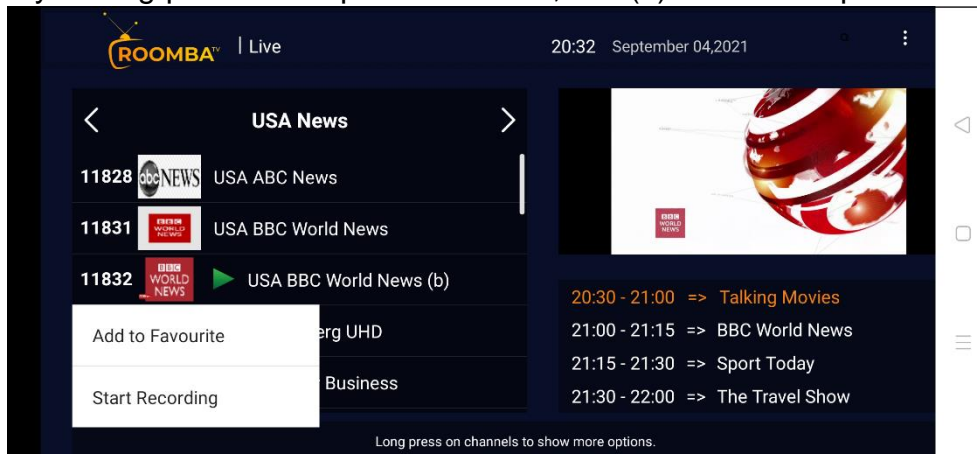 ROOMBA TV | Live
20:32 September 04,2021
USA News
11828 abc NEWS USA ABC News
11831 BBC WORLD NEWS USA BBC World News
11832 BBC WORLD NEWS USA BBC World News (b)
Add to Favourite
erg UHD
Start Recording
Business
BBC WORLD NEWS
20:30 - 21:00 => Talking Movies
21:00 - 21:15 => BBC World News
21:15 - 21:30 => Sport Today
21:30 - 22:00 => The Travel Show
Long press on channels to show more options.